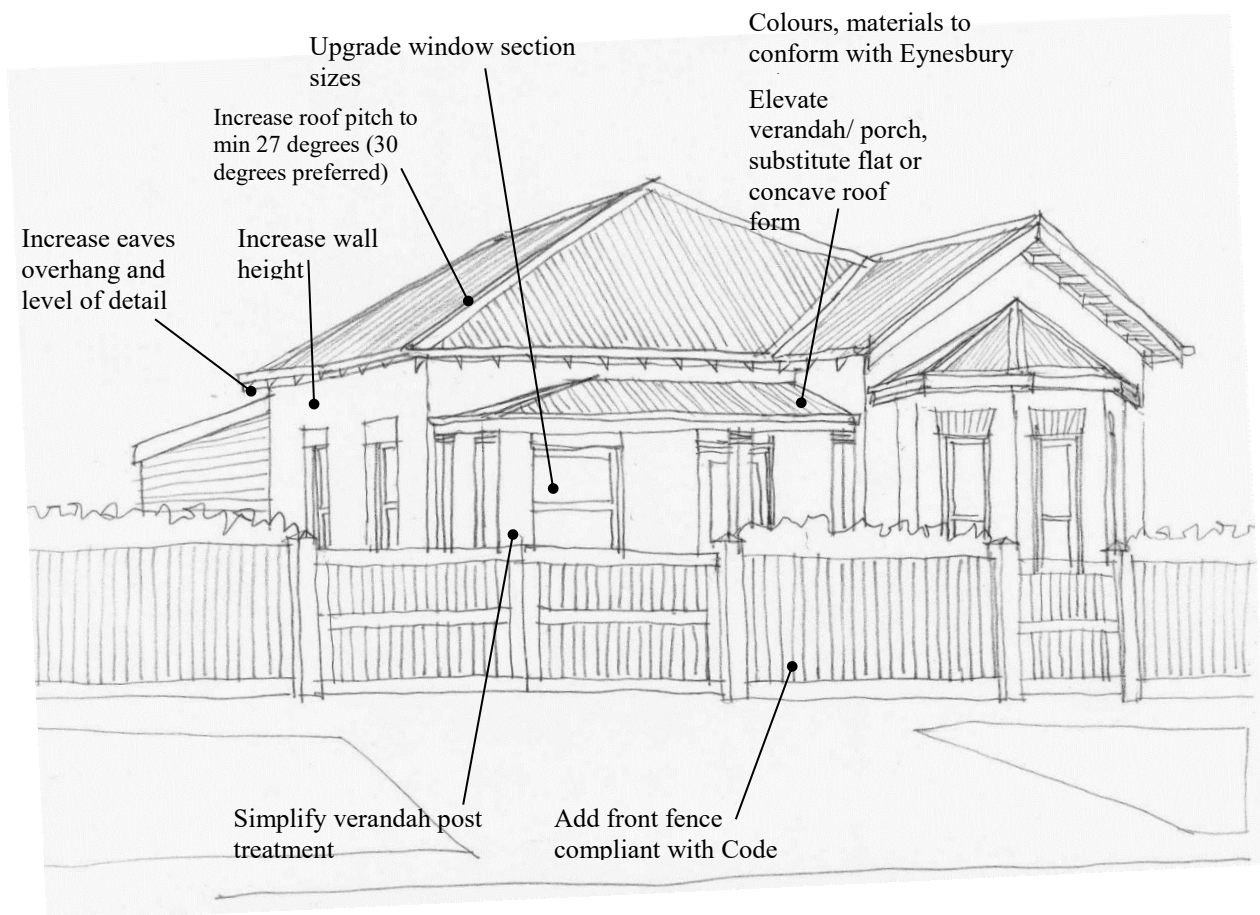 Colours, materials to
conform with Eynesbury
Upgrade window section
sizes
Elevate
verandah/ porch,
substitute flat or
concave roof
form
Increase roof pitch to
min 27 degrees (30
degrees preferred)
Increase eaves
overhang and
level of detail
Increase wall
height
Simplify verandah post
treatment
Add front fence
compliant with Code